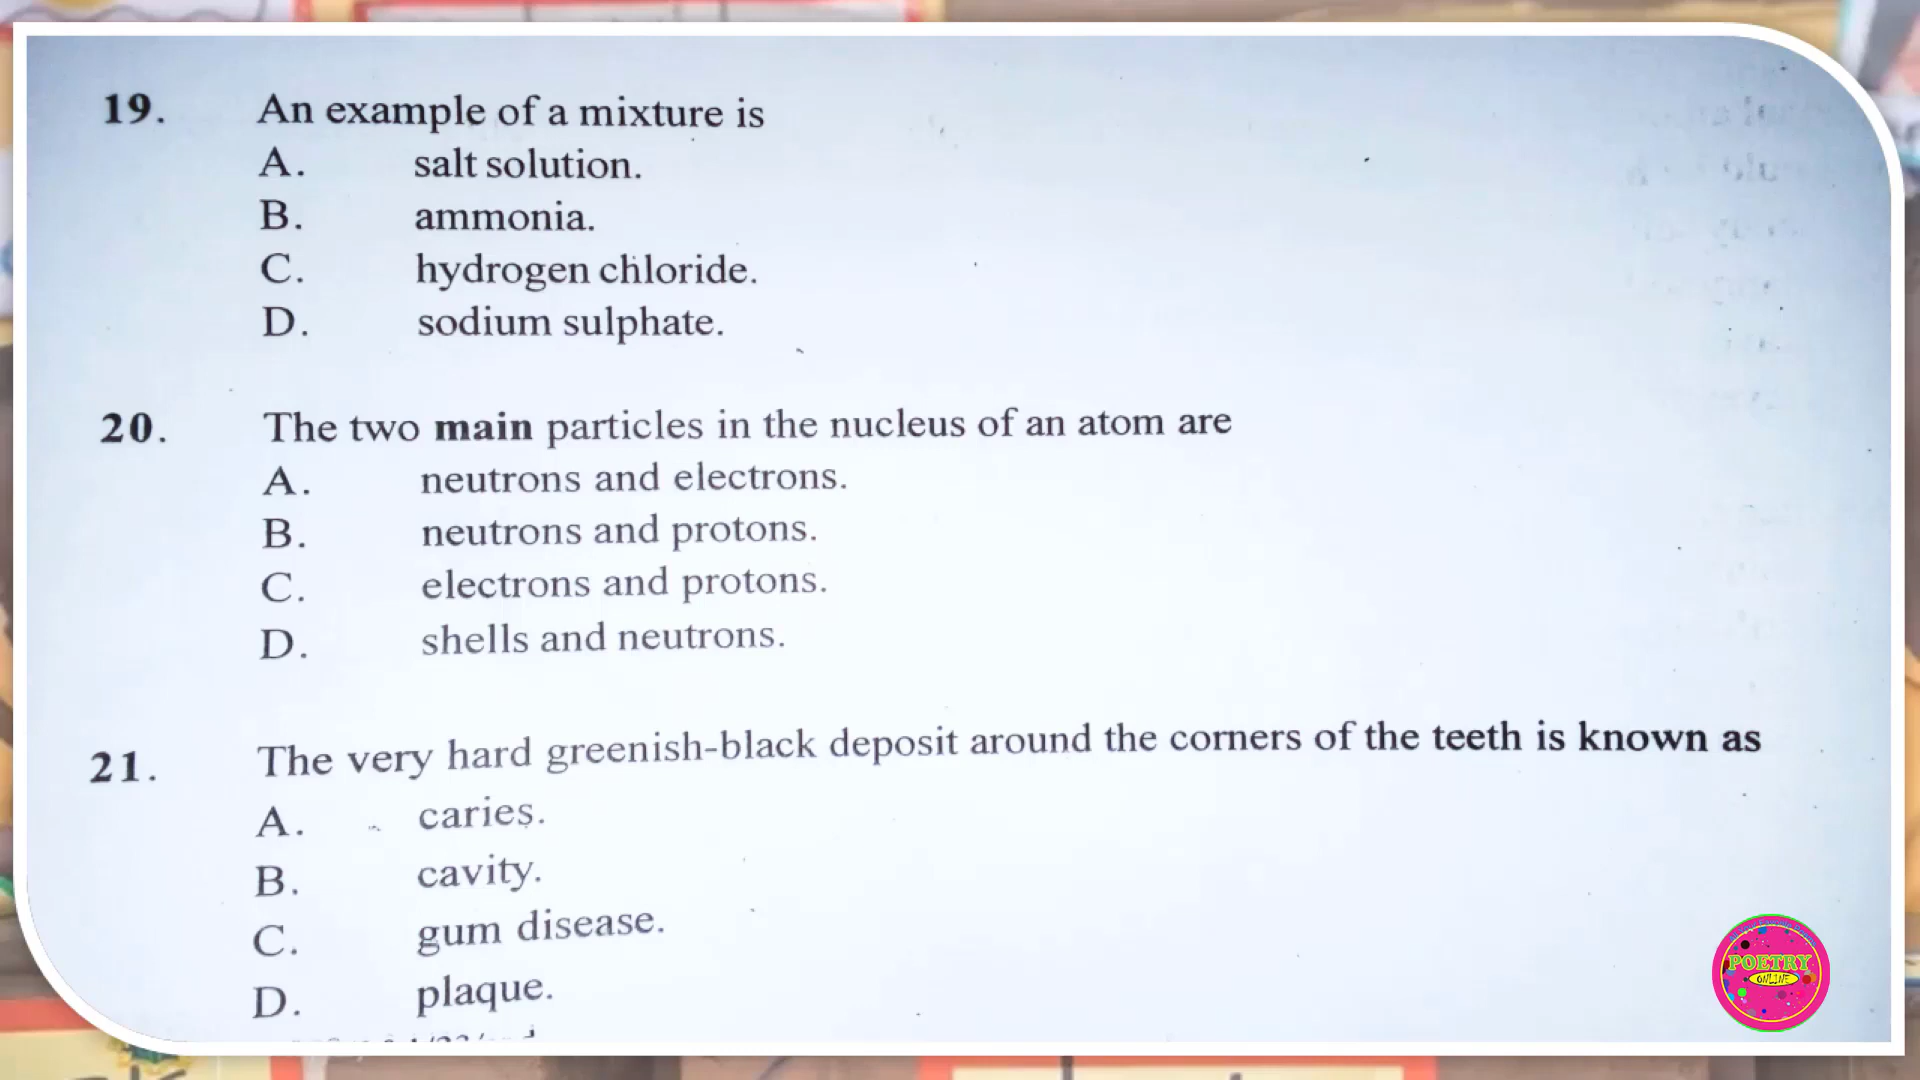 19. An example of a mixture is
A. salt solution.
B. ammonia.
C. hydrogen chloride.
D. sodium sulphate.
20. The two main particles in the nucleus of an atom are
A. neutrons and electrons.
B. neutrons and protons.
C. electrons and protons.
D. shells and neutrons.
21. The very hard greenish-black deposit around the corners of the teeth is known as
A. caries.
B. cavity.
C. gum disease.
D. plaque.
POETRY
ONLINE